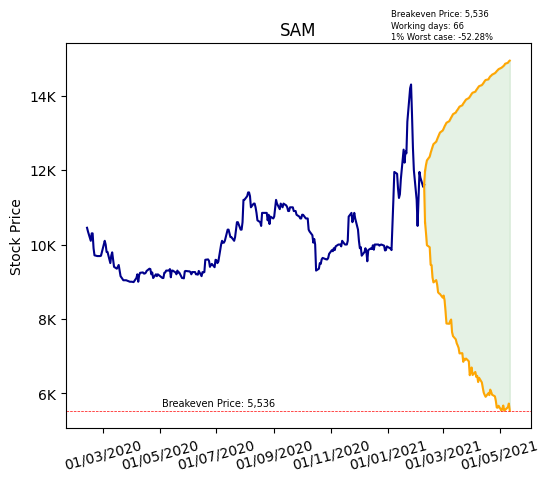 Breakeven Price: 5,536
Working days: 66
1% Worst case: -52.28%
SAM
Stock Price
14K
12K
10K
8K
6K
Breakeven Price: 5,536
01/03/2020
01/05/2020
01/07/2020
01/09/2020
01/11/2020
01/01/2021
01/03/2021
01/05/2021